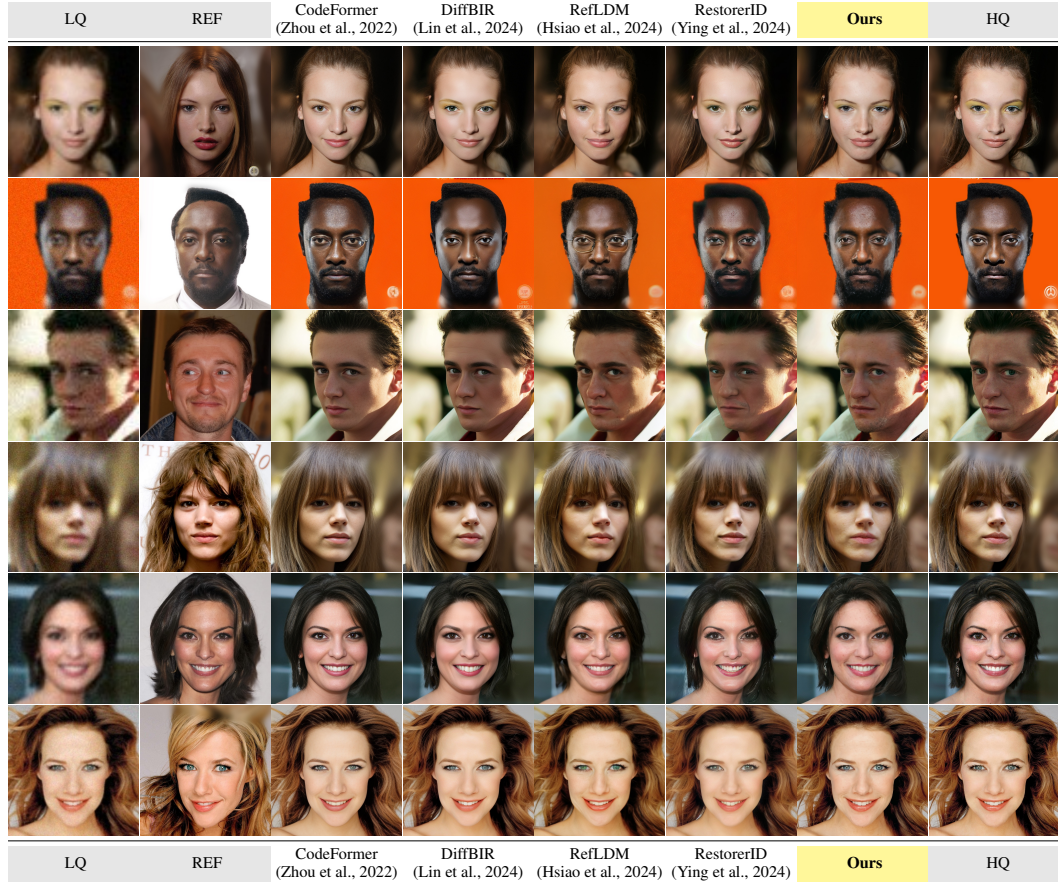 LQ
REF
CodeFormer
(Zhou et al., 2022)
DiffBIR
(Lin et al., 2024)
RefLDM
(Hsiao et al., 2024)
RestorerID
(Ying et al., 2024)
Ours
HQ
TH
do
LQ
REF
CodeFormer
(Zhou et al., 2022)
DiffBIR
(Lin et al., 2024)
RefLDM
(Hsiao et al., 2024)
RestorerID
(Ying et al., 2024)
Ours
HQ